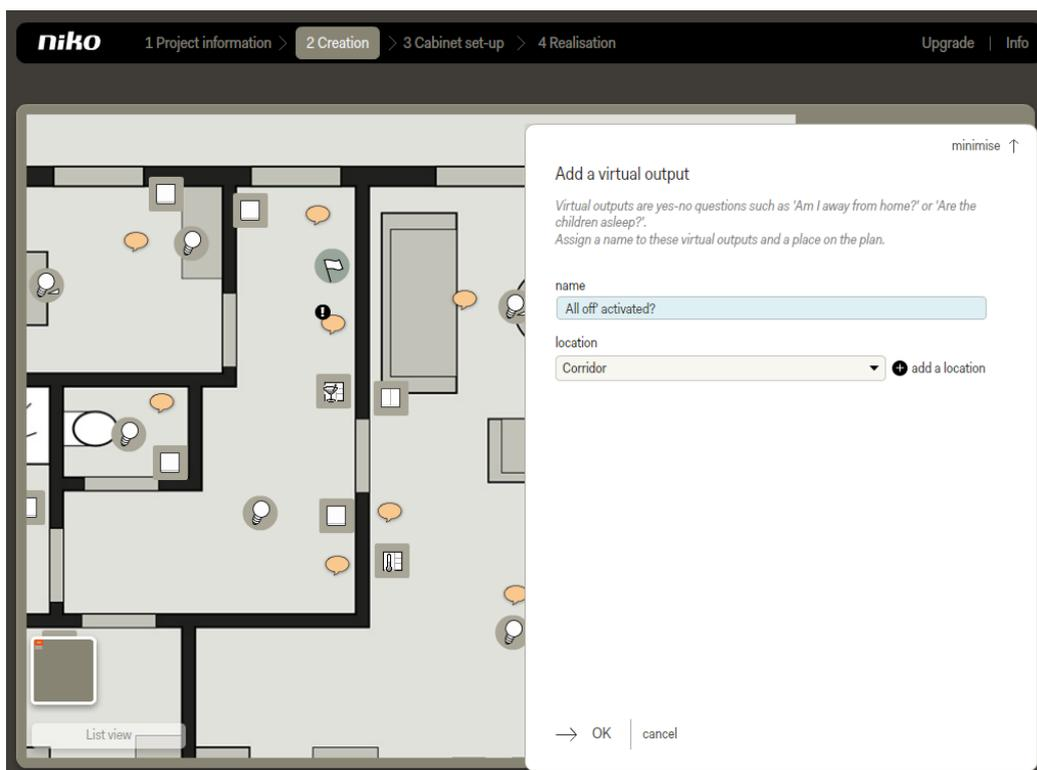 niko 1 Project information 2 Creation 3 Cabinet set-up 4 Realisation Upgrade | Info
minimise
Add a virtual output
Virtual outputs are yes-no questions such as 'Am I away from home?' or 'Are the
children asleep?'.
Assign a name to these virtual outputs and a place on the plan.
name
All off' activated?
location
Corridor add a location
List view
OK cancel